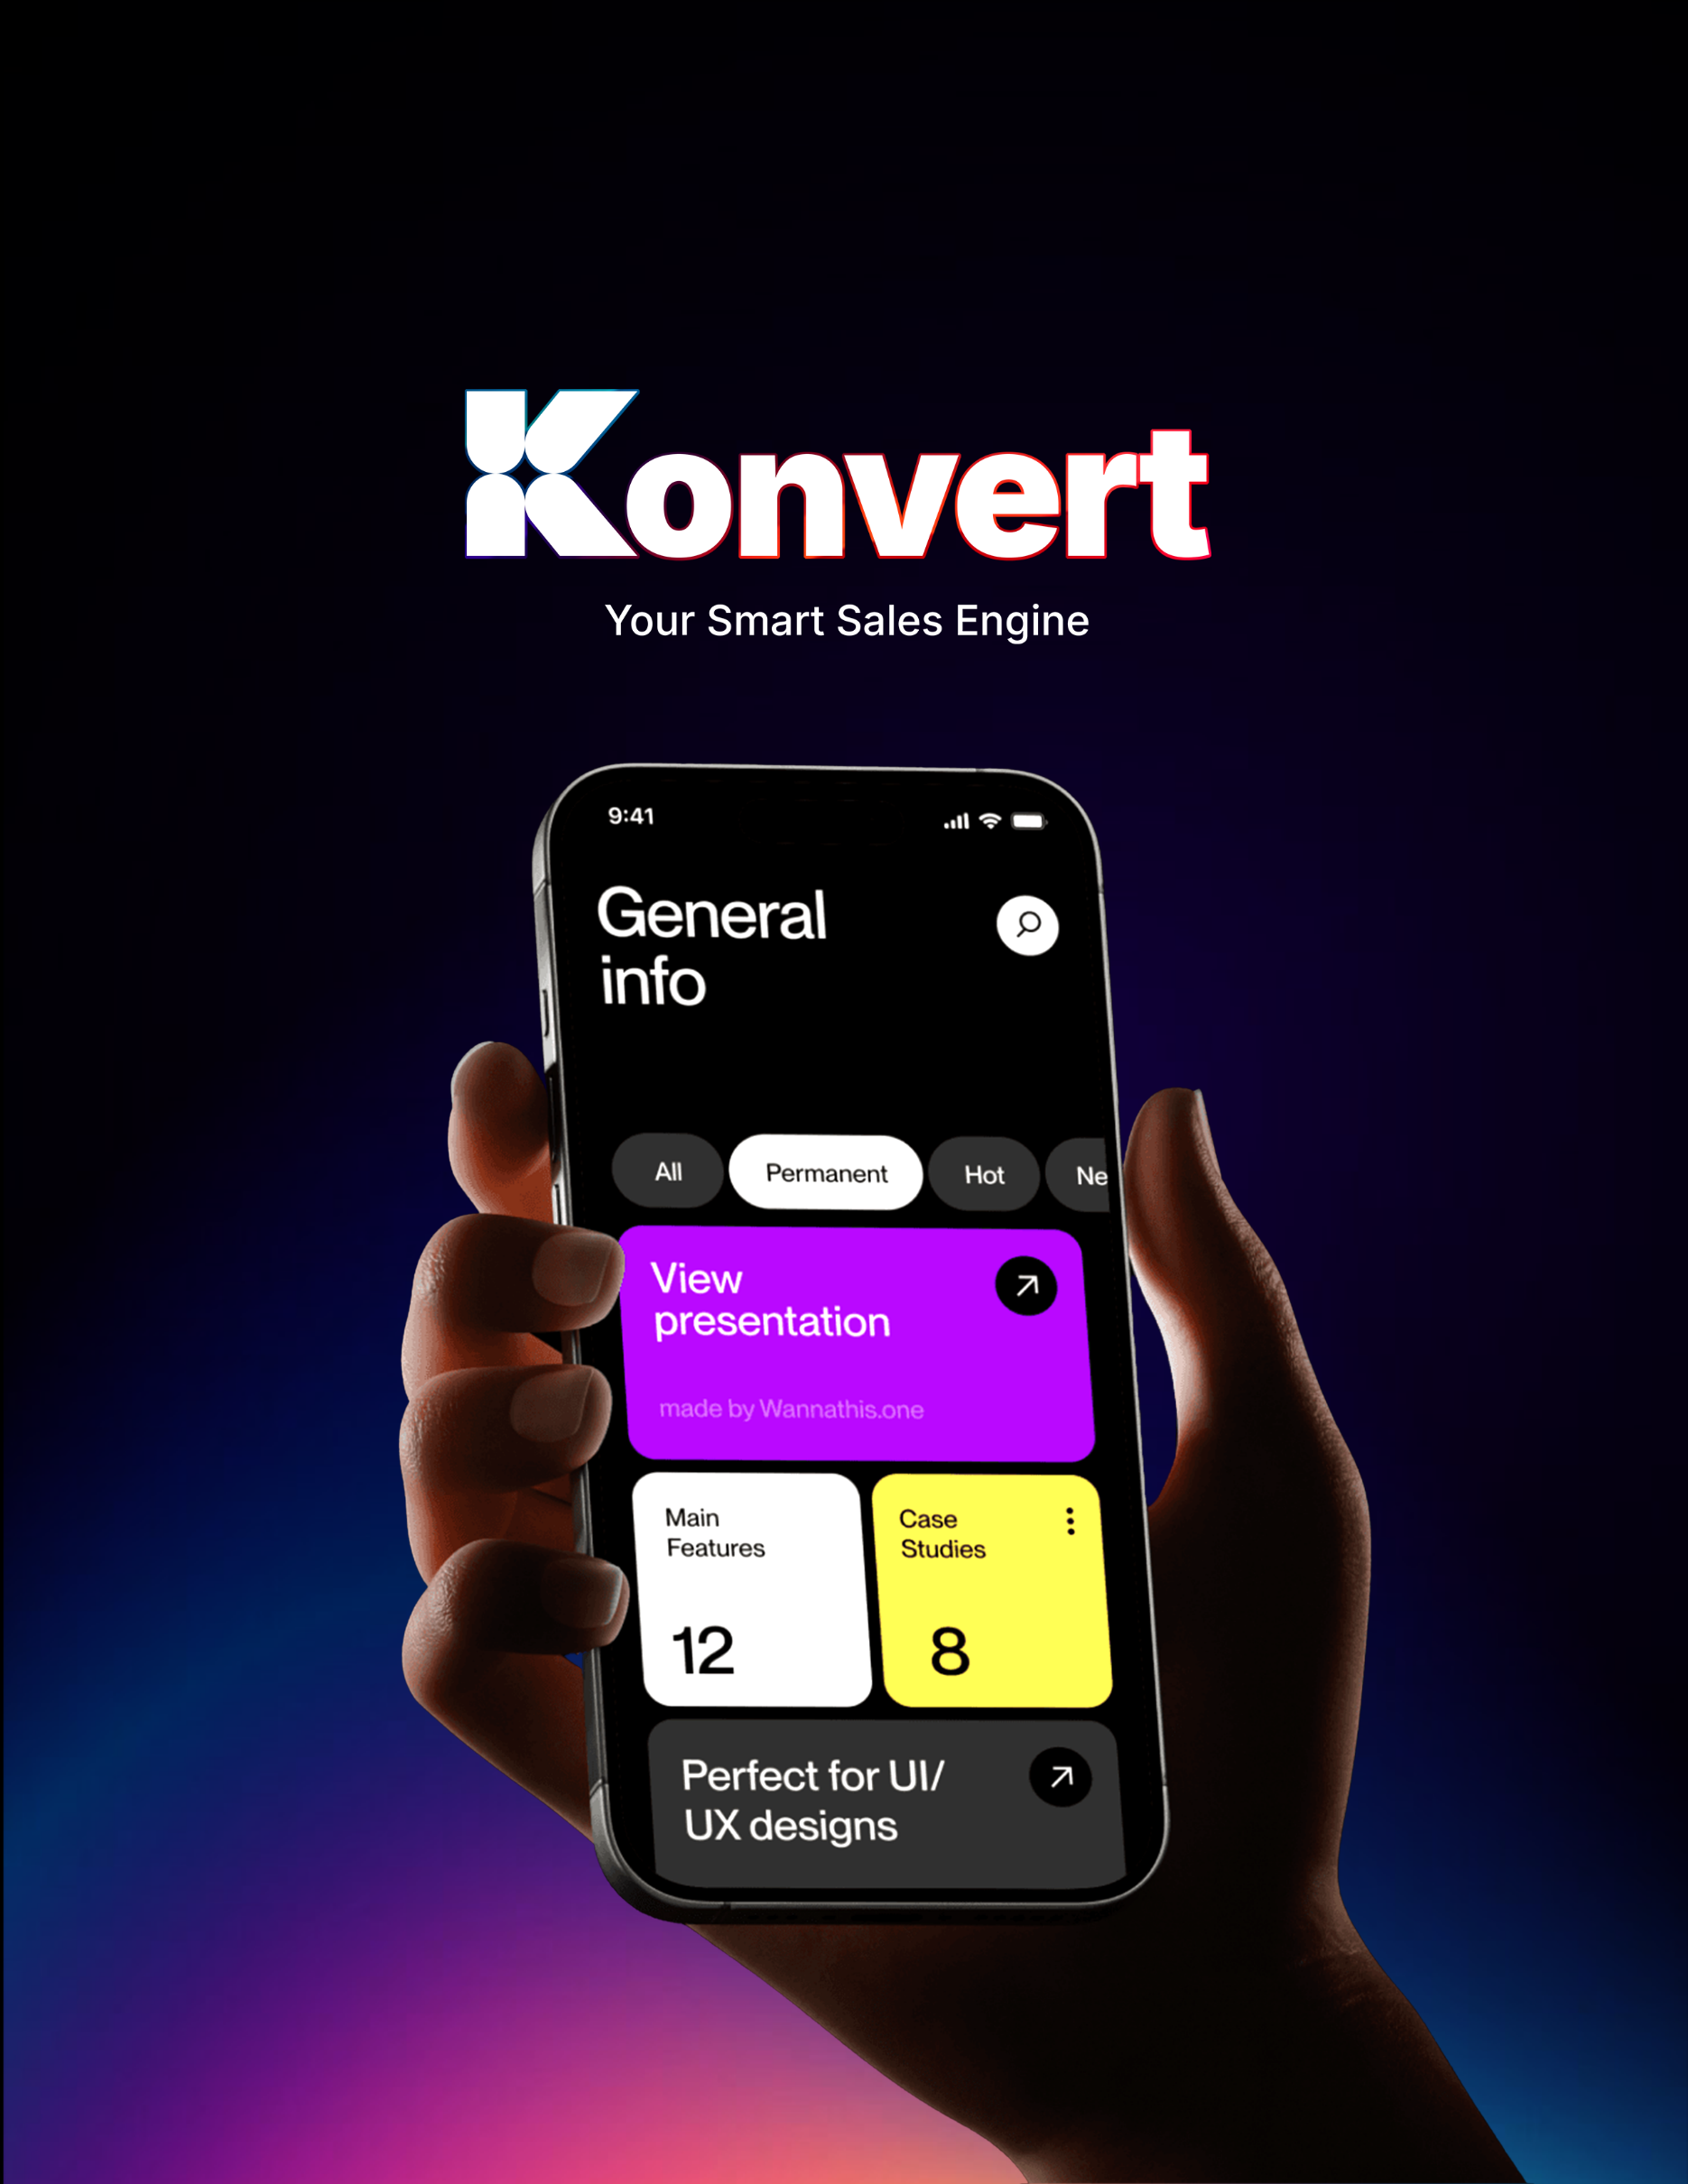 Konvert
Your Smart Sales Engine
9:41
General
info
All
Permanent
Hot
Ne
View
presentation
made by Wannathis.one
Main
Features
12
Case
Studies
8
Perfect for UI/
UX designs